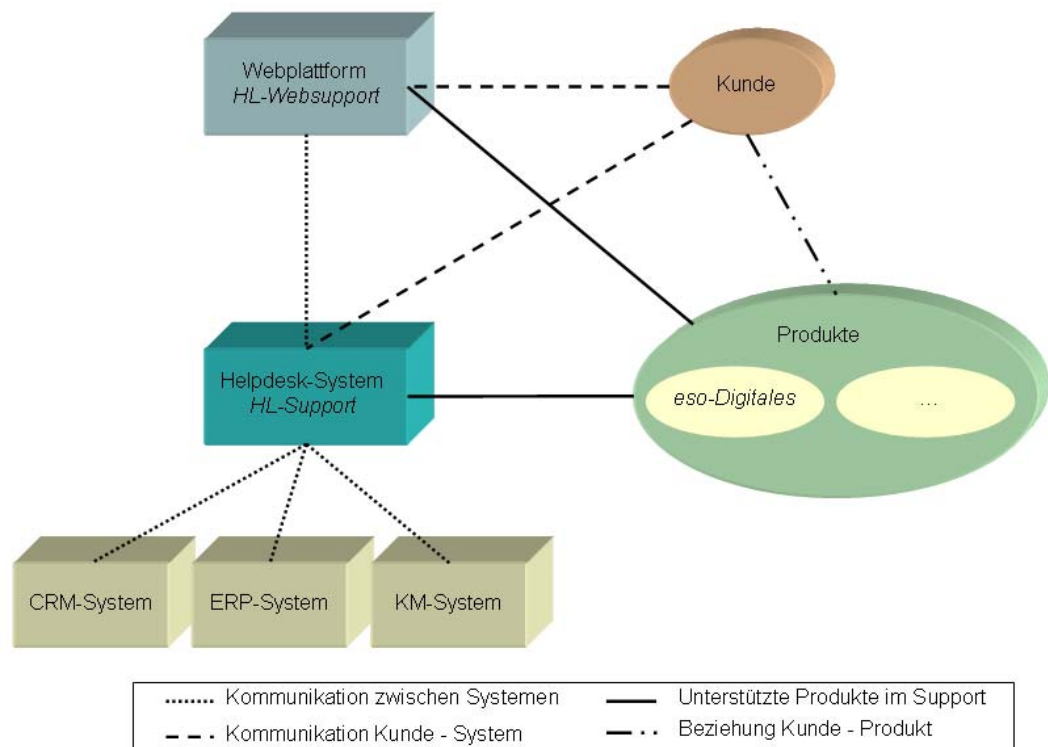 Webplattform
HL-Websupport
Kunde
Produkte
eso-Digitales
...
Helpdesk-System
HL-Support
CRM-System
ERP-System
KM-System
Kommunikation zwischen Systemen
Unterstützte Produkte im Support
Kommunikation Kunde - System
Beziehung Kunde - Produkt